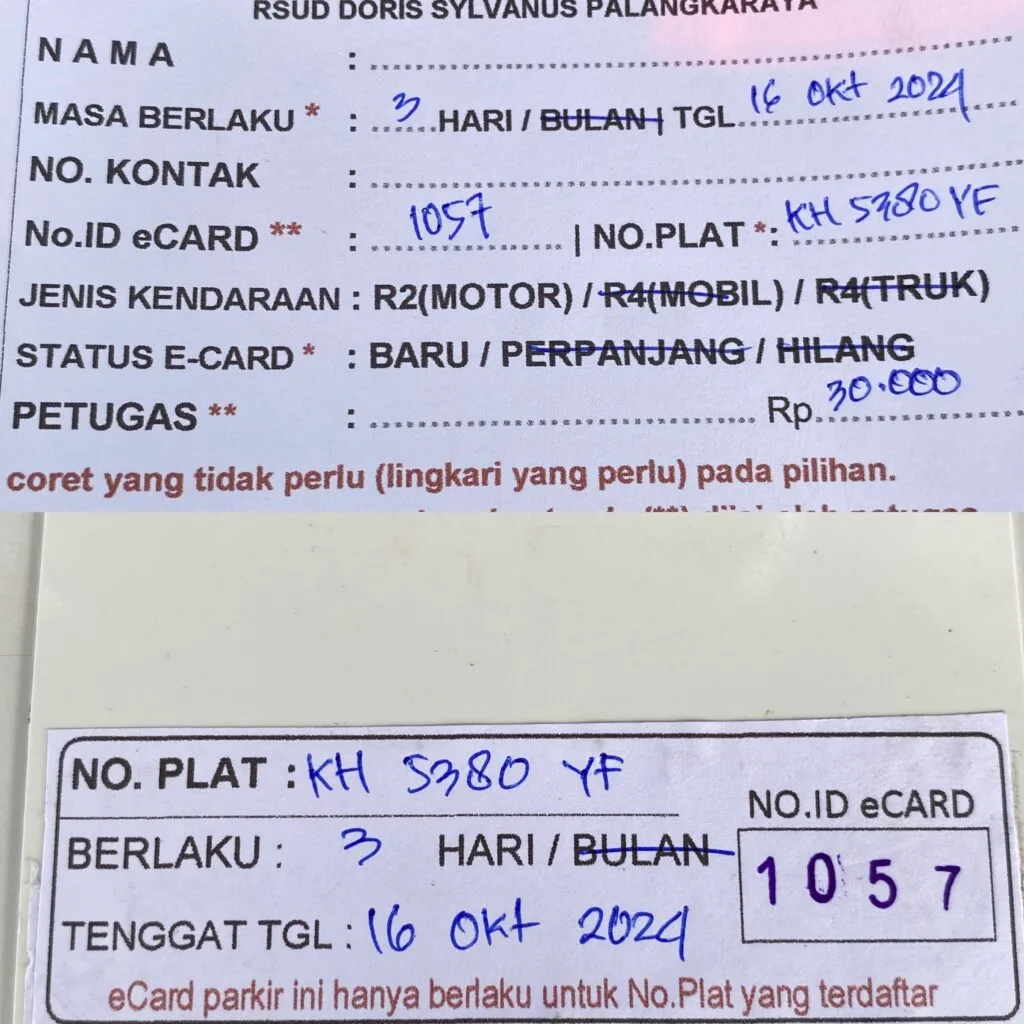 RSUD DORIS SYLVANUS PALANGKARAYA
NAMA :
MASA BERLAKU * : 3 HARI / BULAN | TGL. 16 Okt 2024
NO. KONTAK :
No.ID eCARD ** : 1057 | NO.PLAT *: KH 5380 YF
JENIS KENDARAAN : R2(MOTOR) / R4(MOBIL) / R4(TRUK)
STATUS E-CARD * : BARU / PERPANJANG / HILANG
PETUGAS ** : Rp. 30.000
coret yang tidak perlu (lingkari yang perlu) pada pilihan.
NO. PLAT : KH 5380 YF
NO.ID eCARD
BERLAKU : 3 HARI / BULAN
1057
TENGGAT TGL : 16 Okt 2024
eCard parkir ini hanya berlaku untuk No.Plat yang terdaftar